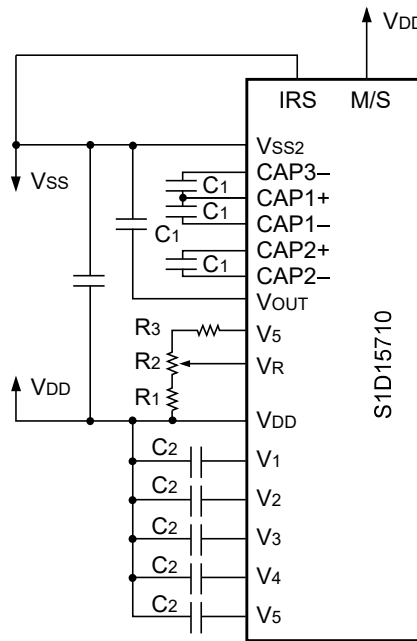 VDD
IRS M/S
VSS2
CAP3–
VSS
C1
CAP1+
C1
CAP1–
C1
CAP2+
C1
CAP2–
VOUT
R3
V5
R2
VR
VDD
R1
VDD
S1D15710
C2
V1
C2
V2
C2
V3
C2
V4
C2
V5